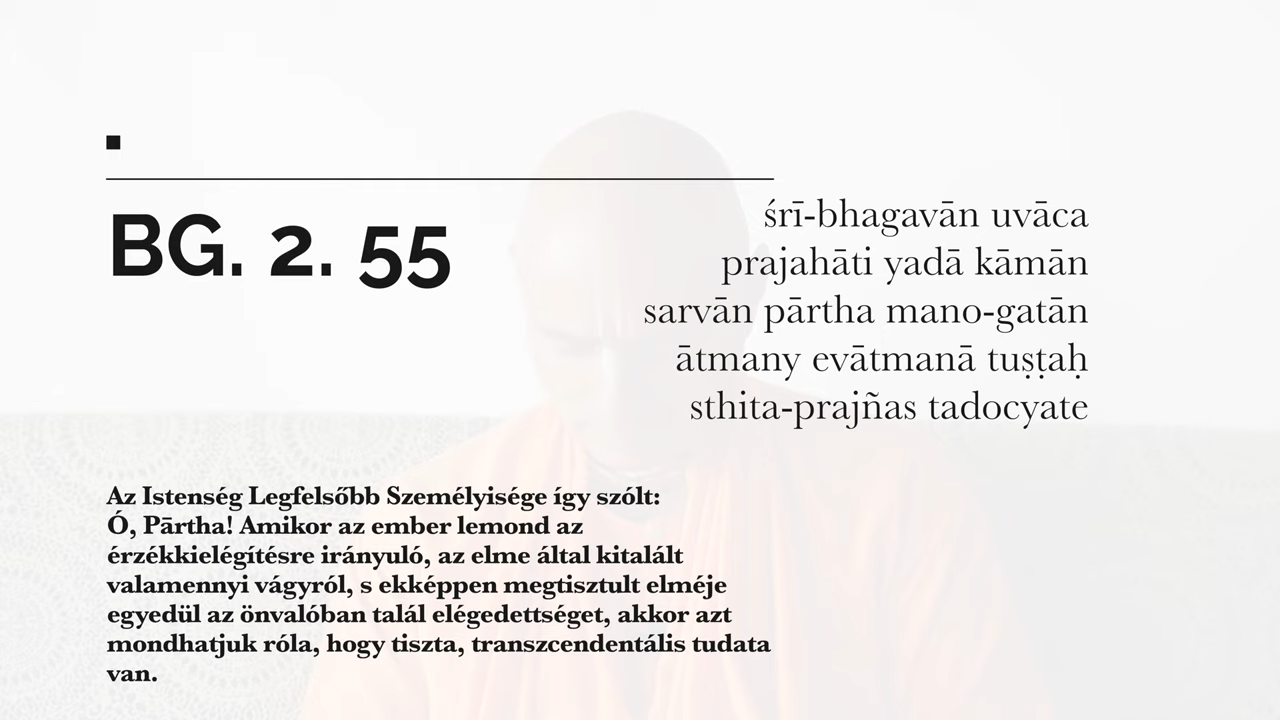 BG. 2. 55
śrī-bhagavān uvāca
prajahāti yadā kāmān
sarvān pārtha mano-gatān
ātmany evātmanā tuṣṭaḥ
sthita-prajñas tadocyate
Az Istenség Legfelsőbb Személyisége így szólt:
Ó, Pārtha! Amikor az ember lemond az
érzékkielégítésre irányuló, az elme által kitalált
valamennyi vágyról, s ekképpen megtisztult elméje
egyedül az önvalóban talál elégedettséget, akkor azt
mondhatjuk róla, hogy tiszta, transzcendentális tudata
van.